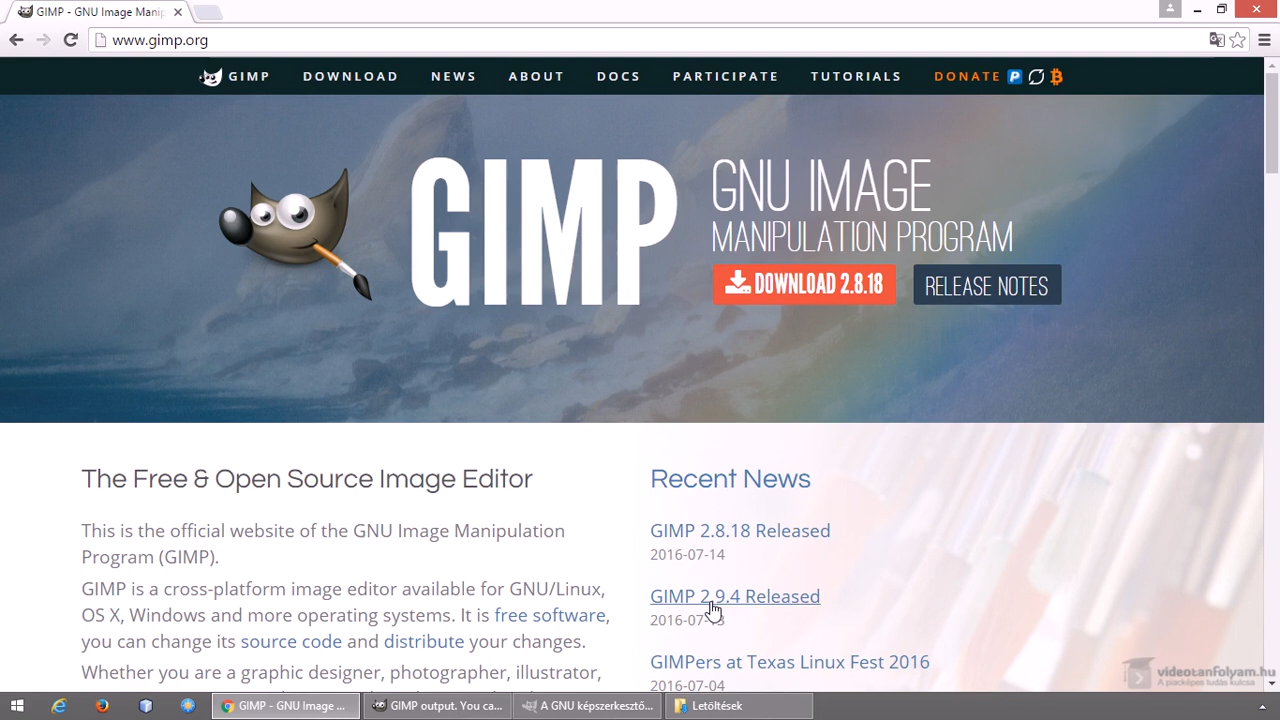 GIMP - GNU Image Manip
www.gimp.org
GIMP DOWNLOAD NEWS ABOUT DOCS PARTICIPATE TUTORIALS DONATE
GIMP
GNU IMAGE
MANIPULATION PROGRAM
DOWNLOAD 2.8.18 RELEASE NOTES
The Free & Open Source Image Editor
This is the official website of the GNU Image Manipulation
Program (GIMP).
GIMP is a cross-platform image editor available for GNU/Linux,
OS X, Windows and more operating systems. It is free software,
you can change its source code and distribute your changes.
Whether you are a graphic designer, photographer, illustrator,
Recent News
GIMP 2.8.18 Released
2016-07-14
GIMP 2.9.4 Released
2016-07-
GIMPers at Texas Linux Fest 2016
2016-07-04
videotanfolyam.hu
A piacképes tudás kulcsa
GIMP - GNU Image ... GIMP output. You ca... A GNU képszerkesztő... Letöltések